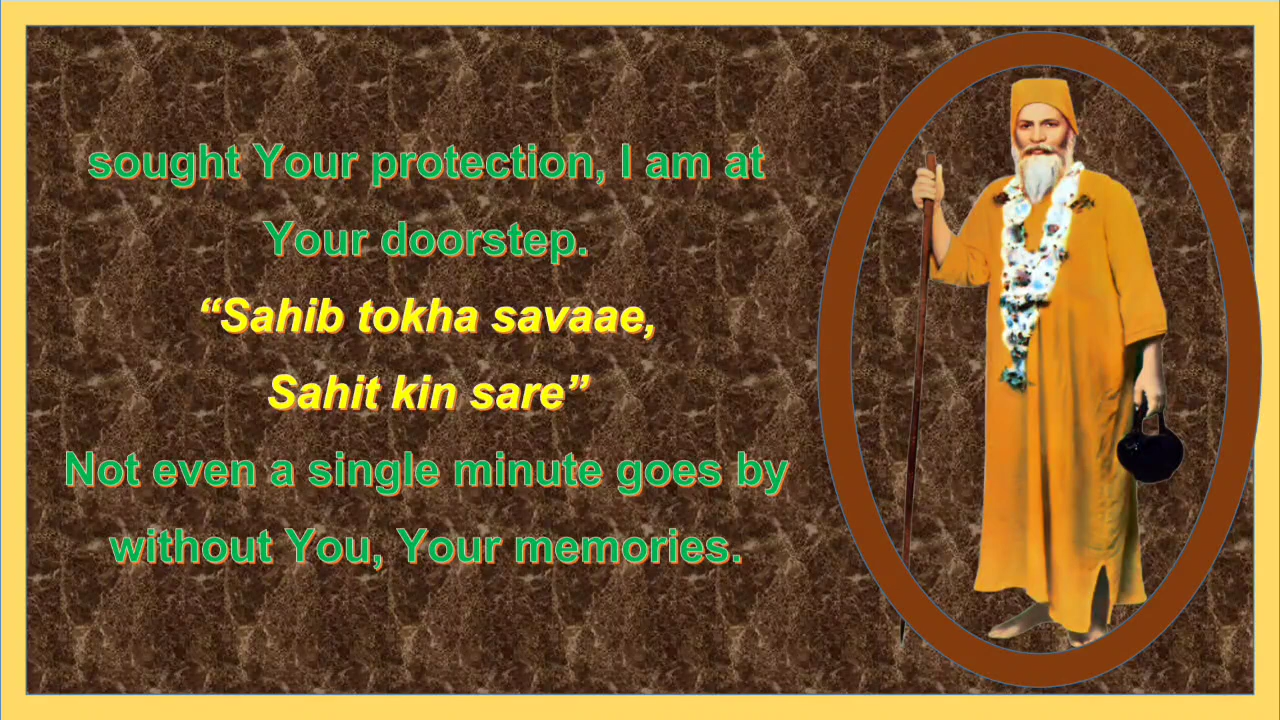 sought Your protection, I am at
Your doorstep.
“Sahib tokha savaae,
Sahit kin sare”
Not even a single minute goes by
without You, Your memories.